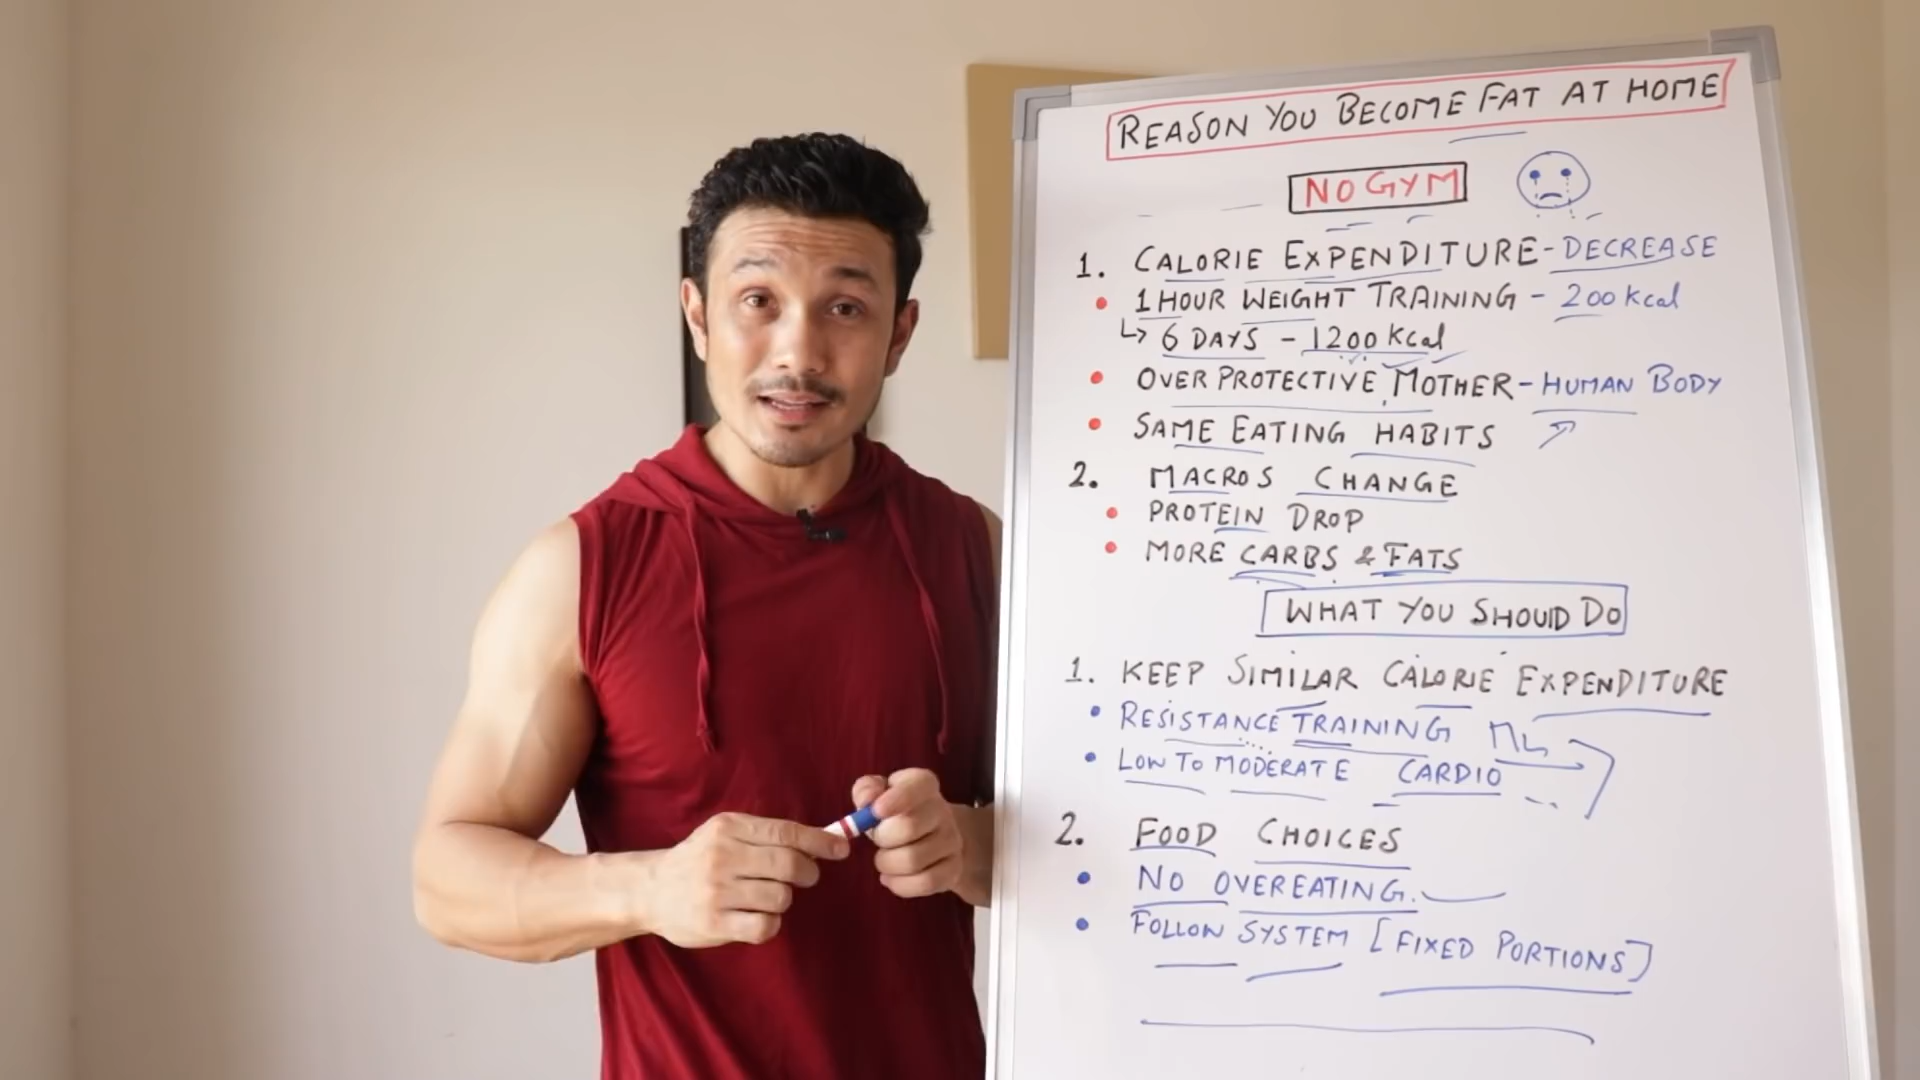 REASON YOU BECOME FAT AT HOME
NO GYM
1. CALORIE EXPENDITURE - DECREASE
• 1 HOUR WEIGHT TRAINING - 200 Kcal
↳ 6 DAYS - 1200 Kcal
• OVER PROTECTIVE MOTHER - HUMAN BODY
• SAME EATING HABITS
2. MACROS CHANGE
• PROTEIN DROP
• MORE CARBS & FATS
WHAT YOU SHOULD DO
1. KEEP SIMILAR CALORIE EXPENDITURE
• RESISTANCE TRAINING
• LOW TO MODERATE CARDIO
2. FOOD CHOICES
• NO OVEREATING.
• FOLLOW SYSTEM [FIXED PORTIONS]